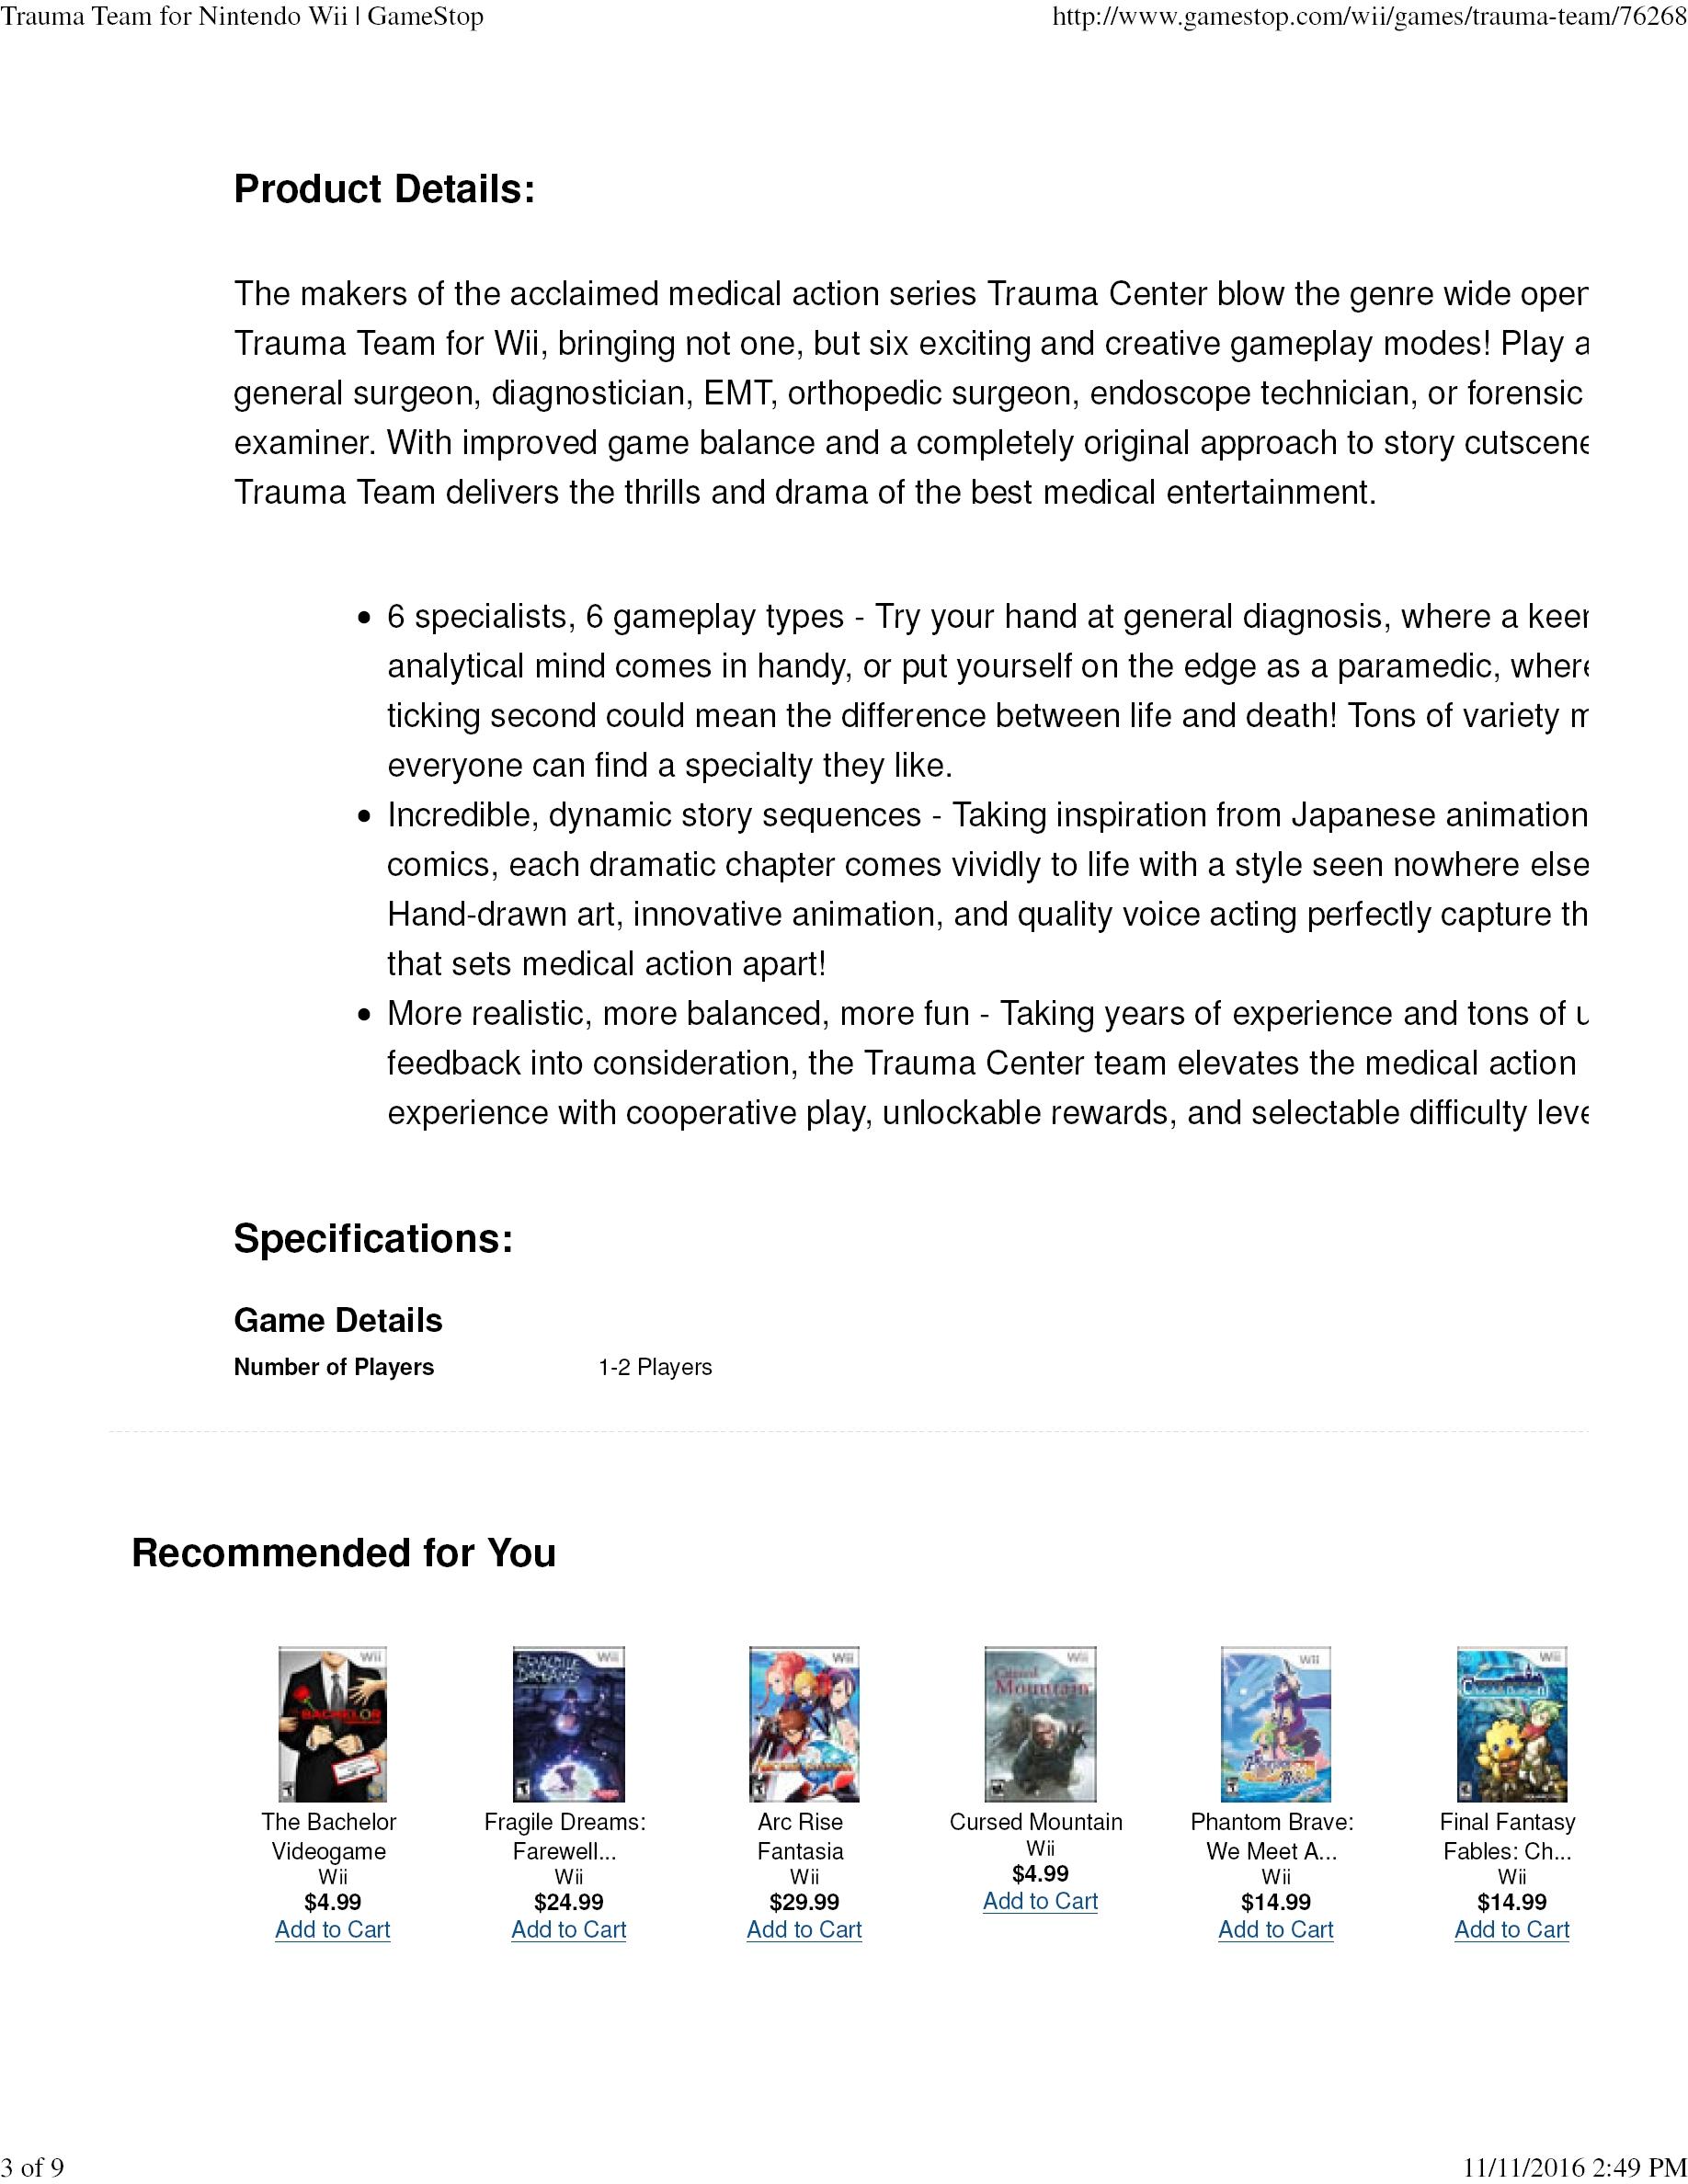 Trauma Team for Nintendo Wii | GameStop
http://www.gamestop.com/wii/games/trauma-team/76268
Product Details:
The makers of the acclaimed medical action series Trauma Center blow the genre wide open
Trauma Team for Wii, bringing not one, but six exciting and creative gameplay modes! Play a
general surgeon, diagnostician, EMT, orthopedic surgeon, endoscope technician, or forensic
examiner. With improved game balance and a completely original approach to story cutscene
Trauma Team delivers the thrills and drama of the best medical entertainment.
• 6 specialists, 6 gameplay types - Try your hand at general diagnosis, where a keen
analytical mind comes in handy, or put yourself on the edge as a paramedic, where
ticking second could mean the difference between life and death! Tons of variety m
everyone can find a specialty they like.
• Incredible, dynamic story sequences - Taking inspiration from Japanese animation
comics, each dramatic chapter comes vividly to life with a style seen nowhere else
Hand-drawn art, innovative animation, and quality voice acting perfectly capture th
that sets medical action apart!
• More realistic, more balanced, more fun - Taking years of experience and tons of u
feedback into consideration, the Trauma Center team elevates the medical action
experience with cooperative play, unlockable rewards, and selectable difficulty leve
Specifications:
Game Details
Number of Players 1-2 Players
Recommended for You
Wii
BACHELOR
The Bachelor
Videogame
Wii
$4.99
Add to Cart
Wii
FRAGILE
DREAMS
Fragile Dreams:
Farewell...
Wii
$24.99
Add to Cart
Wii
Arc Rise
Fantasia
Wii
$29.99
Add to Cart
Wii
Cursed
Mountain
Cursed Mountain
Wii
$4.99
Add to Cart
Wii
Phantom Brave:
We Meet A...
Wii
$14.99
Add to Cart
Wii
Final Fantasy
Fables: Ch...
Wii
$14.99
Add to Cart
3 of 9
11/11/2016 2:49 PM